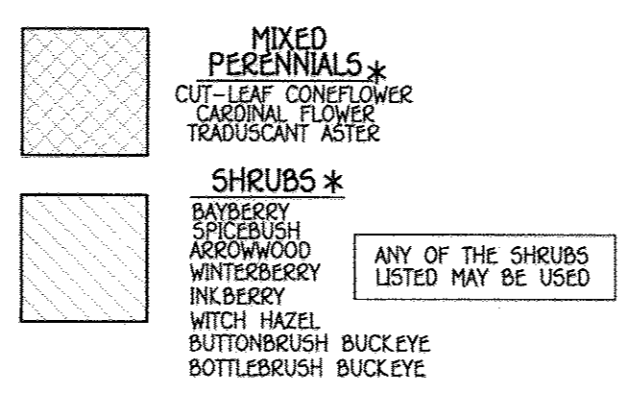 MIXED
PERENNIALS*
CUT-LEAF CONEFLOWER
CARDINAL FLOWER
TRADUSCANT ASTER
SHRUBS*
BAYBERRY
SPICEBUSH
ARROWWOOD
WINTERBERRY
INKBERRY
WITCH HAZEL
BUTTONBRUSH BUCKEYE
BOTTLEBRUSH BUCKEYE
ANY OF THE SHRUBS
LISTED MAY BE USED